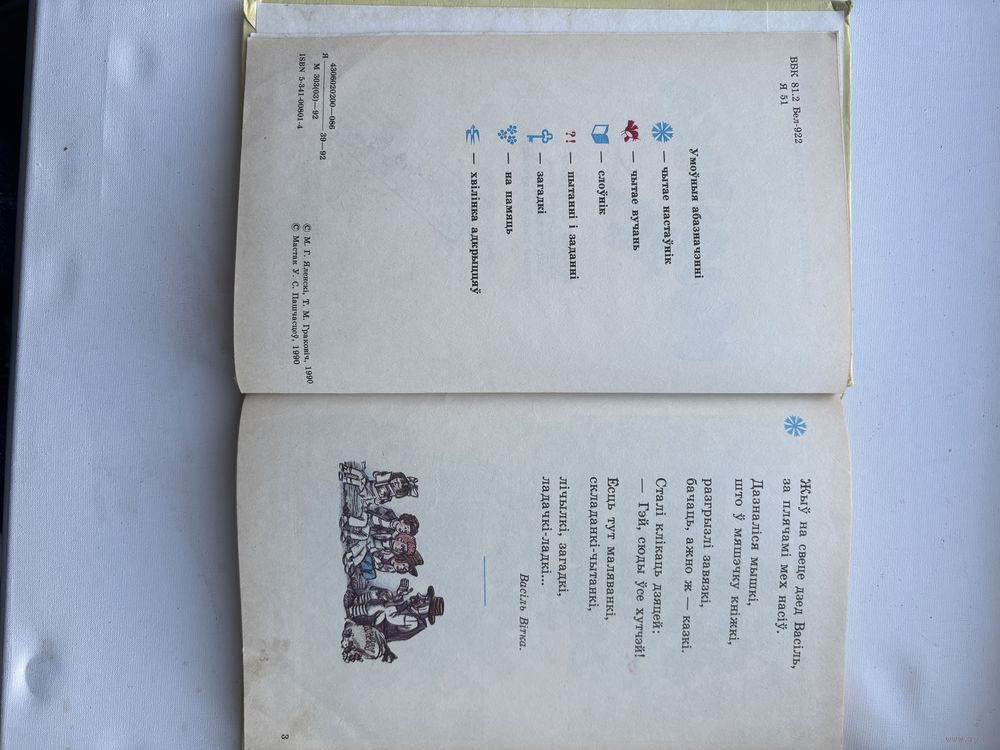 ББК 81.2 Бел-922
Я 51
Умоўныя абазначэнні
— чытае настаўнік
— чытае вучань
— слоўнік
?! — пытанні і заданні
— загадкі
— на памяць
— хвілінка адкрыццяў
4306020200—086
Я ———————— 39—92
М 303(03)—92
ISBN 5-341-00801-4
© М. Г. Яленскі, Т. М. Граковіч, 1990
© Мастак У. С. Пашчасцеў, 1990
Жыў на свеце дзед Васіль,
за плячамі мех насіў.
Дазналіся мышкі,
што ў мяшэчку кніжкі,
разгрызлі завязкі,
бачаць, ажно ж — казкі.
Сталі клікаць дзяцей:
— Гэй, сюды ўсе хутчэй!
Ёсць тут маляванкі,
складанкі-чытанкі,
лічылкі, загадкі,
ладачкі-ладкі...
Васіль Вітка.
3